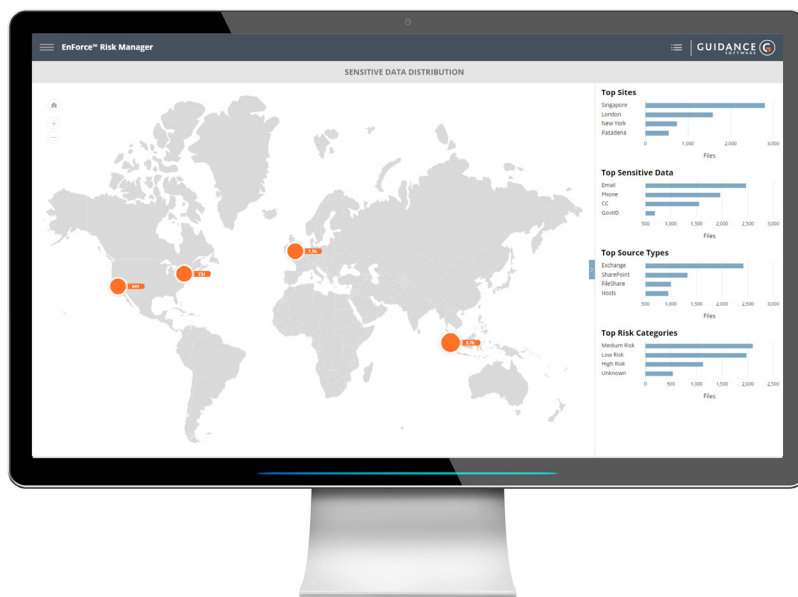 EnForce™ Risk Manager
GUIDANCE
SOFTWARE
SENSITIVE DATA DISTRIBUTION
Top Sites
Singapore
London
New York
Pasadena
0 1,000 2,000 3,000
Files
Top Sensitive Data
Email
Phone
CC
GovtID
500 1,000 1,500 2,000 2,500 3,000
Files
Top Source Types
Exchange
SharePoint
FileShare
Hosts
500 1,000 1,500 2,000 2,500 3,000
Files
Top Risk Categories
Medium Risk
Low Risk
High Risk
Unknown
0 500 1,000 1,500 2,000 2,500
Files
731